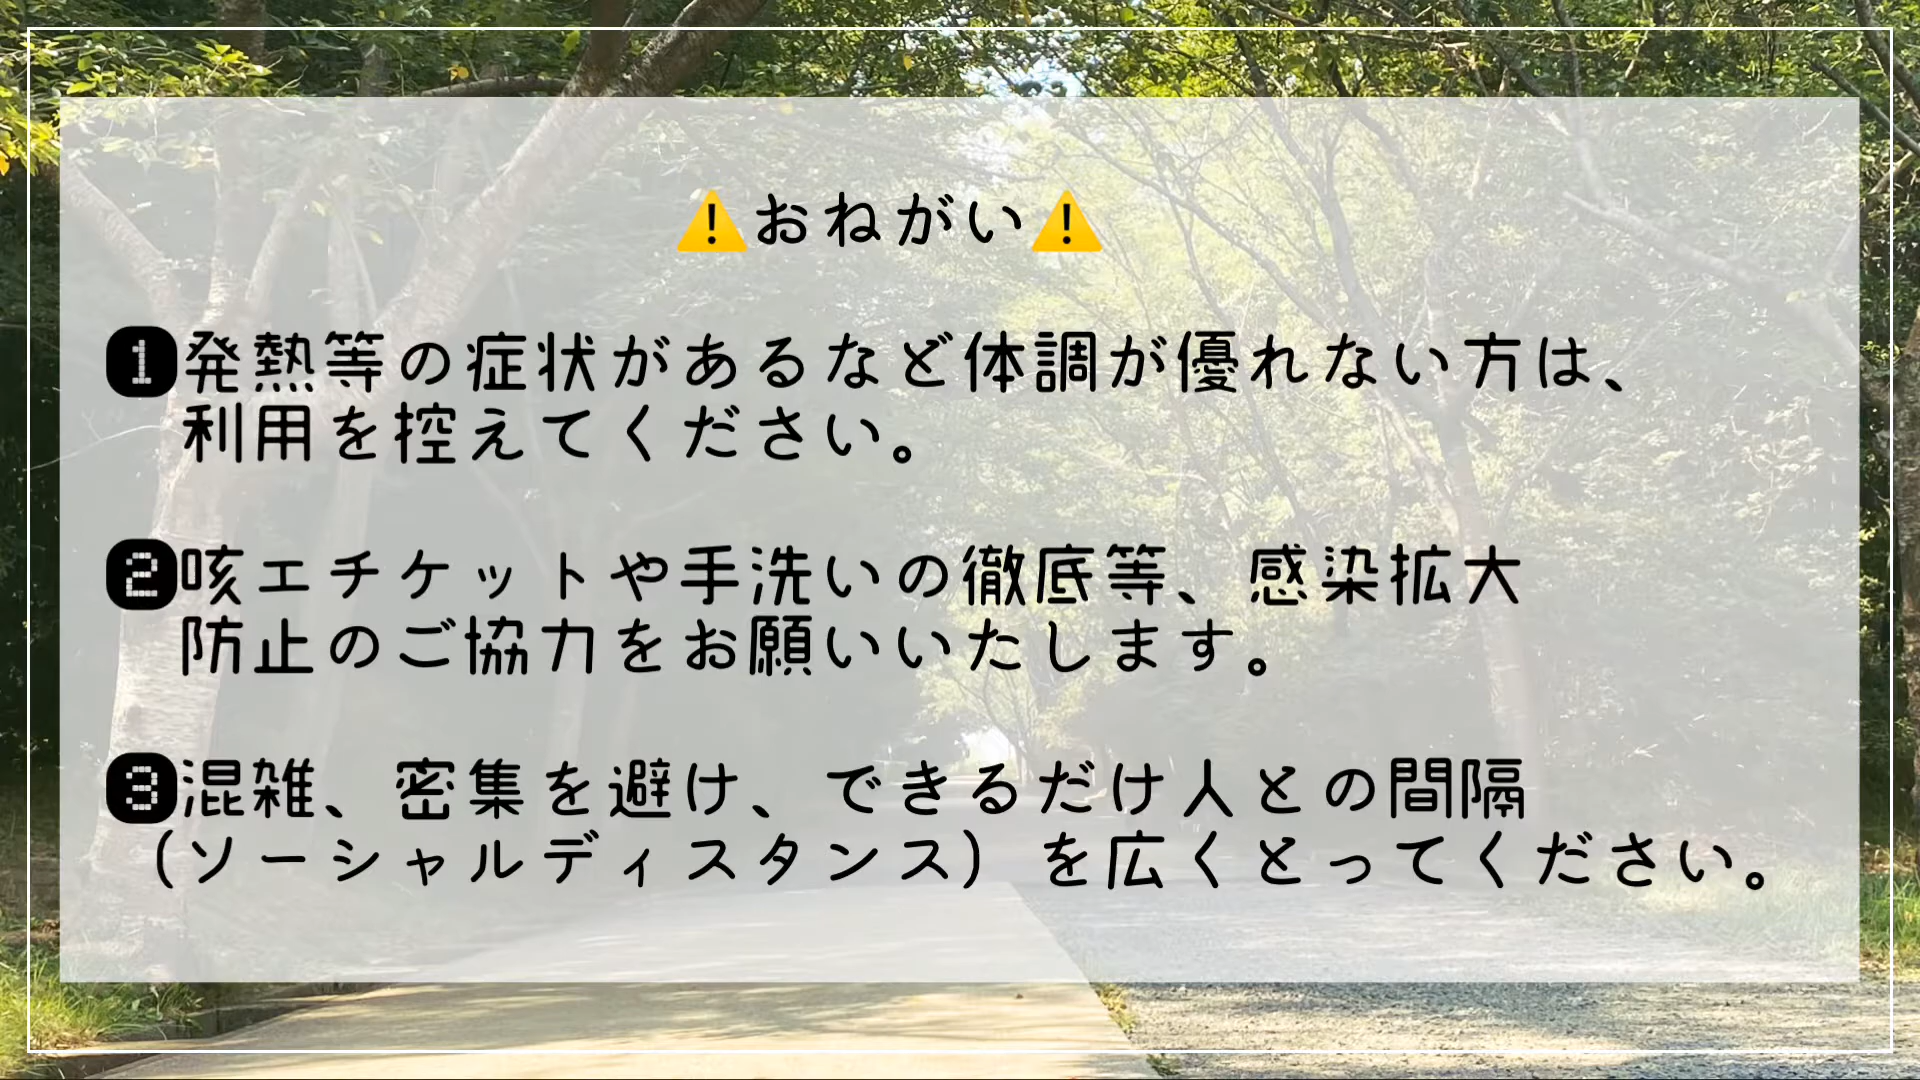 ⚠️おねがい⚠️
❶発熱等の症状があるなど体調が優れない方は、
利用を控えてください。
❷咳エチケットや手洗いの徹底等、感染拡大
防止のご協力をお願いいたします。
❸混雑、密集を避け、できるだけ人との間隔
(ソーシャルディスタンス) を広くとってください。